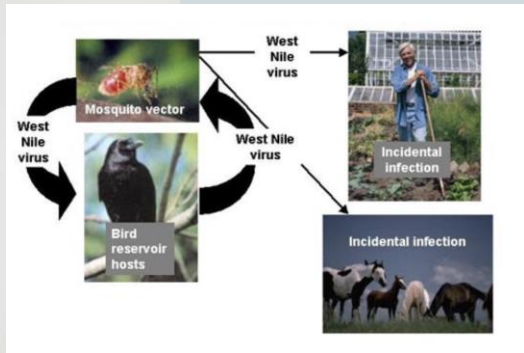 West
Nile
virus
Mosquito vector
West
Nile
virus
West Nile
virus
Bird
reservoir
hosts
Incidental
infection
Incidental infection